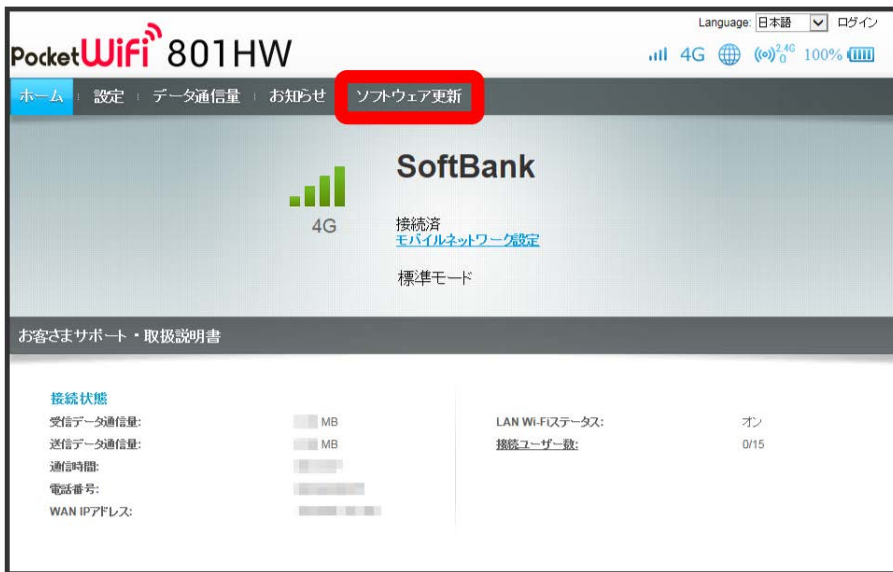 Language: 日本語 ログイン
PocketWiFi 801HW
4G 2.4G 0 100%
ホーム 設定 データ通信量 お知らせ ソフトウェア更新
SoftBank
4G
接続済
モバイルネットワーク設定
標準モード
お客さまサポート・取扱説明書
接続状態
受信データ通信量: MB LAN Wi-Fiステータス: オン
送信データ通信量: MB 接続ユーザー数: 0/15
通信時間:
電話番号:
WAN IPアドレス: